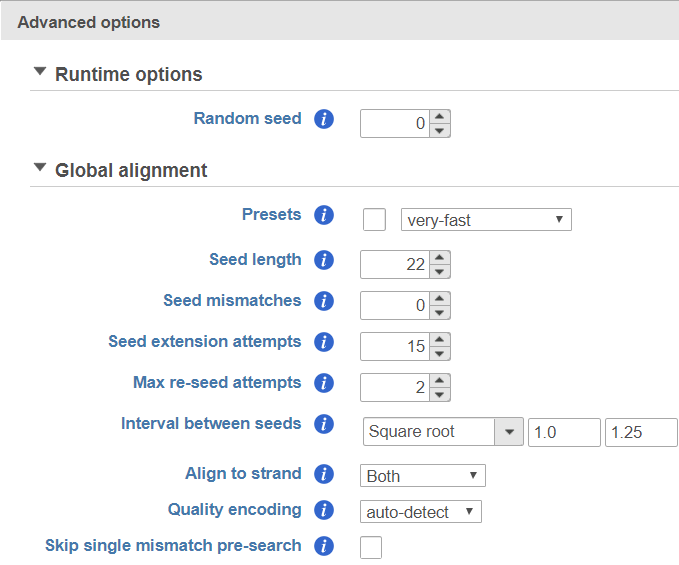 Advanced options
Runtime options
Random seed i 0
Global alignment
Presets i very-fast
Seed length i 22
Seed mismatches i 0
Seed extension attempts i 15
Max re-seed attempts i 2
Interval between seeds i Square root 1.0 1.25
Align to strand i Both
Quality encoding i auto-detect
Skip single mismatch pre-search i